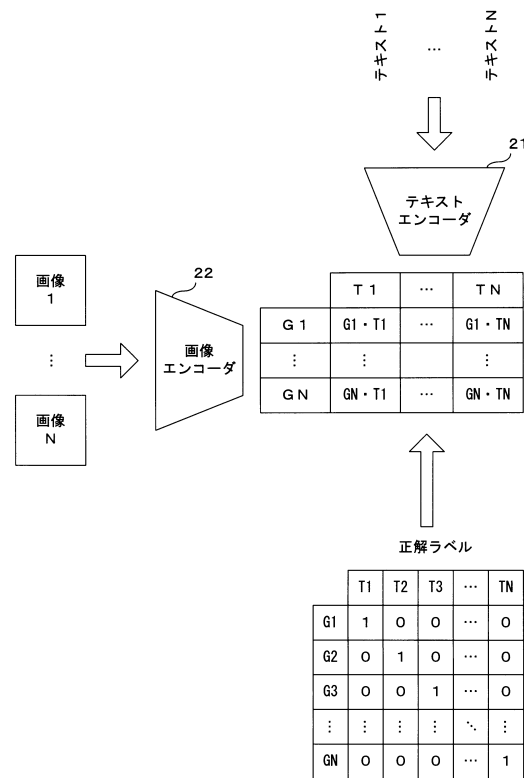 テキスト1 … テキストN
21
テキスト
エンコーダ
22
画像
1
⋮
画像
N
画像
エンコーダ
T1 … TN
G1 G1・T1 … G1・TN
⋮ ⋮ ⋮
GN GN・T1 … GN・TN
正解ラベル
T1 T2 T3 … TN
G1 1 0 0 … 0
G2 0 1 0 … 0
G3 0 0 1 … 0
⋮ ⋮ ⋮ ⋮ ⋱ ⋮
GN 0 0 0 … 1